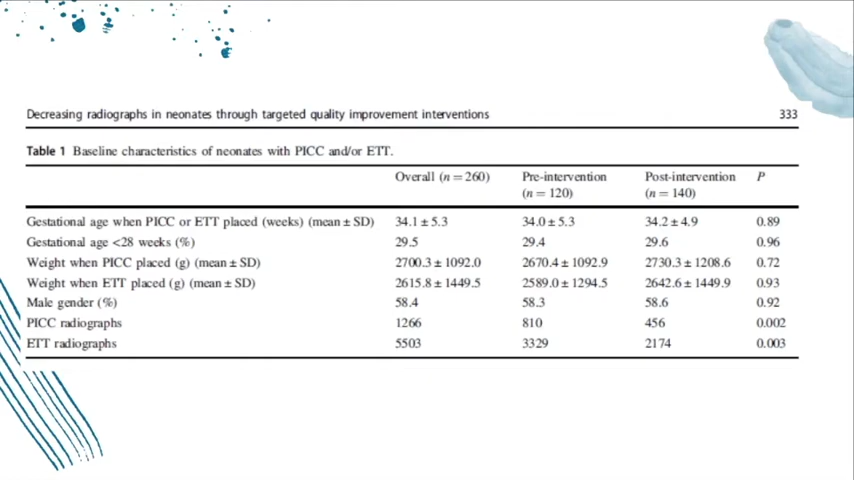 Decreasing radiographs in neonates through targeted quality improvement interventions 333
Table 1 Baseline characteristics of neonates with PICC and/or ETT.
Overall (n = 260) Pre-intervention (n = 120) Post-intervention (n = 140) P
Gestational age when PICC or ETT placed (weeks) (mean ± SD) 34.1 ± 5.3 34.0 ± 5.3 34.2 ± 4.9 0.89
Gestational age <28 weeks (%) 29.5 29.4 29.6 0.96
Weight when PICC placed (g) (mean ± SD) 2700.3 ± 1092.0 2670.4 ± 1092.9 2730.3 ± 1208.6 0.72
Weight when ETT placed (g) (mean ± SD) 2615.8 ± 1449.5 2589.0 ± 1294.5 2642.6 ± 1449.9 0.93
Male gender (%) 58.4 58.3 58.6 0.92
PICC radiographs 1266 810 456 0.002
ETT radiographs 5503 3329 2174 0.003